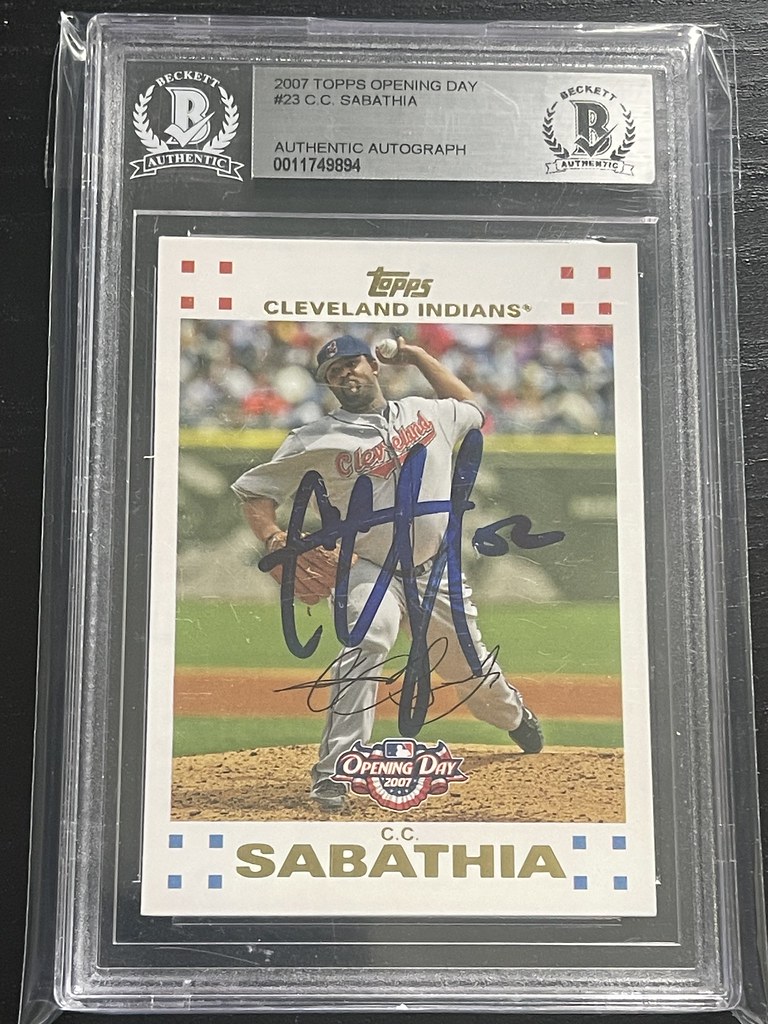 BECKETT
B
AUTHENTIC
2007 TOPPS OPENING DAY
#23 C.C. SABATHIA
AUTHENTIC AUTOGRAPH
0011749894
BECKETT
B
AUTHENTIC
Topps
CLEVELAND INDIANS®
Cleveland
52
OPENING DAY
2007
C.C.
SABATHIA